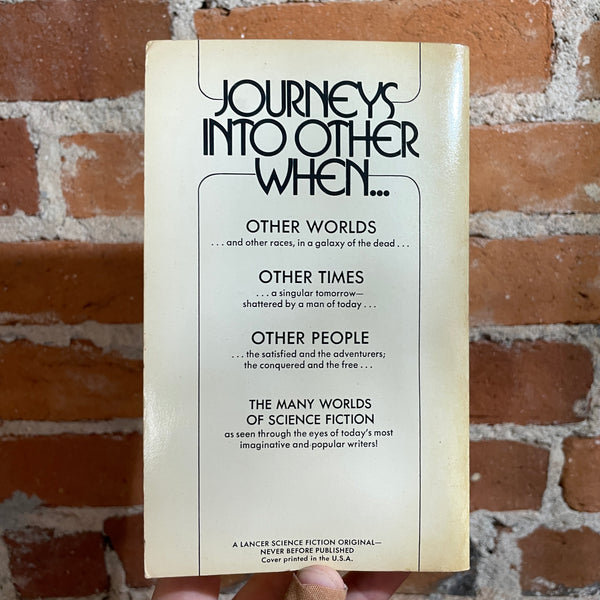 JOURNEYS
INTO OTHER
WHEN...
OTHER WORLDS
...and other races, in a galaxy of the dead...
OTHER TIMES
...a singular tomorrow—
shattered by a man of today...
OTHER PEOPLE
...the satisfied and the adventurers;
the conquered and the free...
THE MANY WORLDS
OF SCIENCE FICTION
as seen through the eyes of today's most
imaginative and popular writers!
A LANCER SCIENCE FICTION ORIGINAL—
NEVER BEFORE PUBLISHED
Cover printed in the U.S.A.